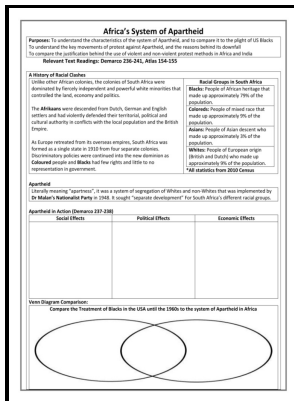 Africa's System of Apartheid
Purposes: To understand the characteristics of the system of Apartheid, and to compare it to the plight of US Blacks
To understand the key movements of protest against Apartheid, and the reasons behind its downfall
To compare the justification behind the use of violent and non-violent protest methods in Africa and India
Relevant Text Readings: Demarco 236-241, Atlas 154-155
A History of Racial Clashes
Unlike other African colonies, the colonies of South Africa were
dominated by fiercely independent and powerful white minorities that
controlled the land, economy and politics.
The Afrikaans were descended from Dutch, German and English
settlers and had violently defended their territorial, political and
cultural authority in conflicts with the local population and the British
Empire.
As Europe retreated from its overseas empires, South Africa was
formed as a single state in 1910 from four separate colonies.
Discriminatory policies were continued into the new dominion as
Coloured people and Blacks had few rights and little to no
representation in government.
Racial Groups in South Africa
Blacks: People of African heritage that
made up approximately 79% of the
population.
Coloreds: People of mixed race that
made up approximately 9% of the
population.
Asians: People of Asian descent who
made up approximately 3% of the
population.
Whites: People of European origin
(British and Dutch) who made up
approximately 9% of the population.
*All statistics from 2010 Census
Apartheid
Literally meaning "apartness", it was a system of segregation of Whites and non-Whites that was implemented by
Dr Malan's Nationalist Party in 1948. It sought "separate development" For South Africa's different racial groups.
Apartheid in Action (Demarco 237-238)
Social Effects
Political Effects
Economic Effects
Venn Diagram Comparison:
Compare the Treatment of Blacks in the USA until the 1960s to the system of Apartheid in Africa